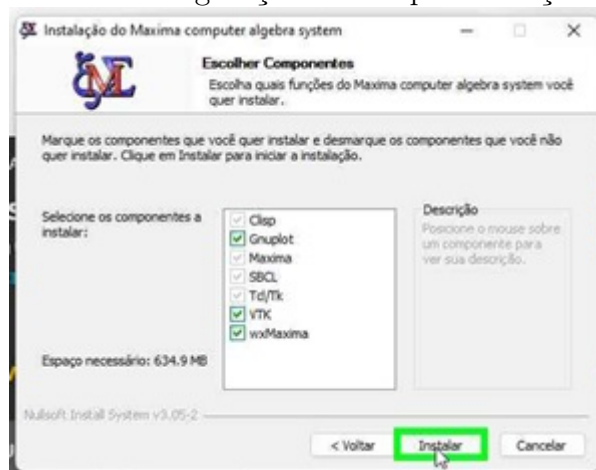 Instalação do Maxima computer algebra system
Escolher Componentes
Escolha quais funções do Maxima computer algebra system você
quer instalar.
Marque os componentes que você quer instalar e desmarque os componentes que você não
quer instalar. Clique em Instalar para iniciar a instalação.
Selecione os componentes a
instalar:
Clisp
Gnuplot
Maxima
SBCL
Tcl/Tk
VTK
wxMaxima
Descrição
Posicione o mouse sobre
um componente para
ver sua descrição.
Espaço necessário: 634.9 MB
Nullsoft Install System v3.05-2
< Voltar
Instalar
Cancelar